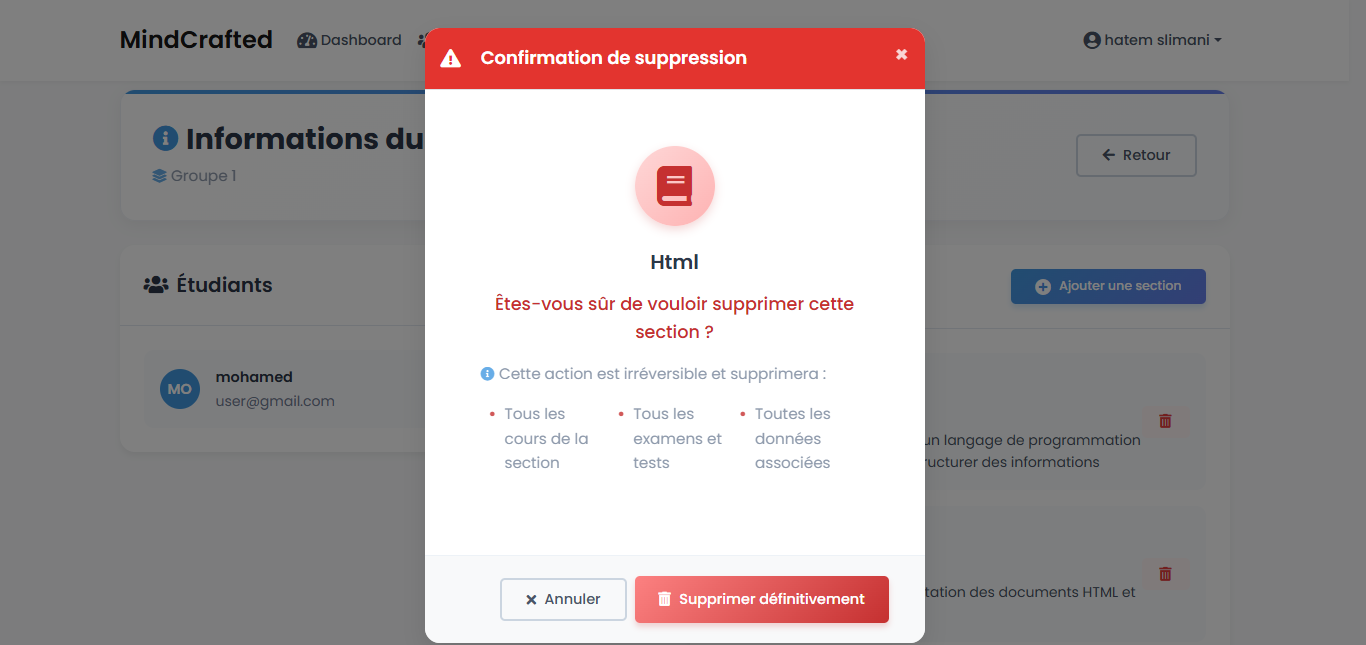 MindCrafted
Dashboard
hatem slimani
Confirmation de suppression
Informations du
Groupe 1
Retour
Étudiants
Ajouter une section
MO
mohamed
user@gmail.com
Html
Êtes-vous sûr de vouloir supprimer cette
section ?
Cette action est irréversible et supprimera :
• Tous les
cours de la
section
• Tous les
examens et
tests
• Toutes les
données
associées
un langage de programmation
ructurer des informations
tation des documents HTML et
Annuler
Supprimer définitivement